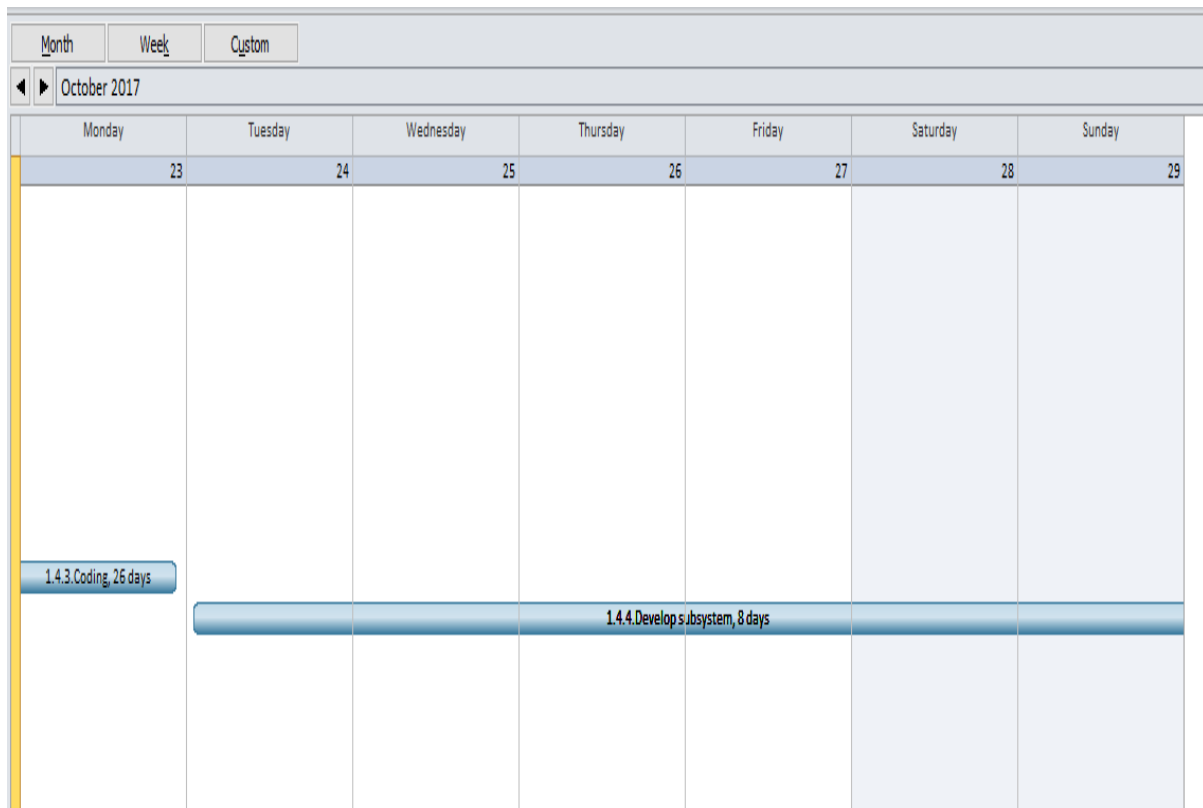 Month Week Custom
October 2017
Monday Tuesday Wednesday Thursday Friday Saturday Sunday
23 24 25 26 27 28 29
1.4.3.Coding, 26 days
1.4.4.Develop subsystem, 8 days